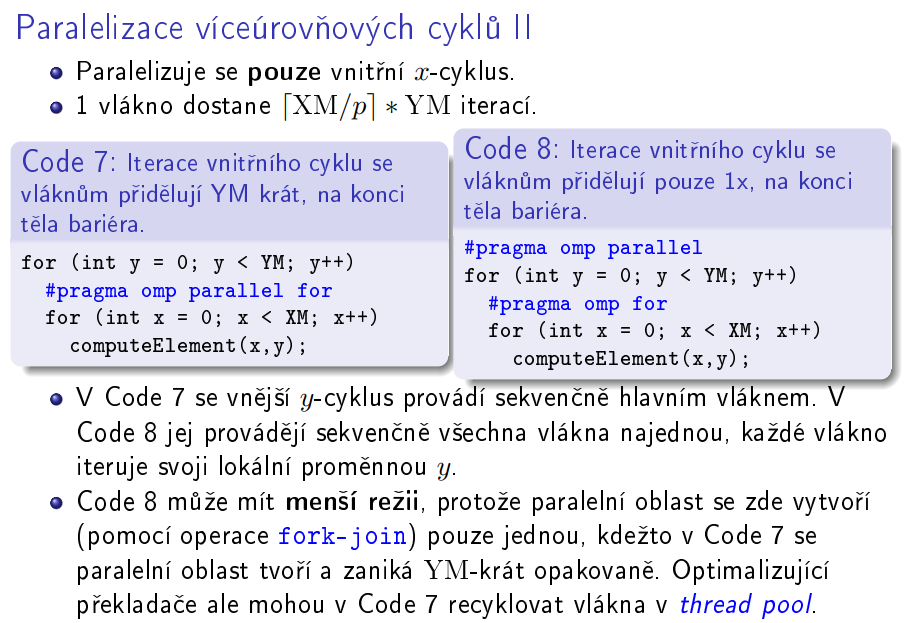 Paralelizace víceúrovňových cyklů II
Paralelizuje se pouze vnitřní x-cyklus.
1 vlákno dostane ⌈XM/p⌉ ∗ YM iterací.
Code 7: Iterace vnitřního cyklu se
vláknům přidělují YM krát, na konci
těla bariéra.
for (int y = 0; y < YM; y++)
#pragma omp parallel for
for (int x = 0; x < XM; x++)
computeElement(x,y);
Code 8: Iterace vnitřního cyklu se
vláknům přidělují pouze 1x, na konci
těla bariéra.
#pragma omp parallel
for (int y = 0; y < YM; y++)
#pragma omp for
for (int x = 0; x < XM; x++)
computeElement(x,y);
V Code 7 se vnější y-cyklus provádí sekvenčně hlavním vláknem. V
Code 8 jej provádějí sekvenčně všechna vlákna najednou, každé vlákno
iteruje svoji lokální proměnnou y.
Code 8 může mít menší režii, protože paralelní oblast se zde vytvoří
(pomocí operace fork-join) pouze jednou, kdežto v Code 7 se
paralelní oblast tvoří a zaniká YM-krát opakovaně. Optimalizující
překladače ale mohou v Code 7 recyklovat vlákna v thread pool.